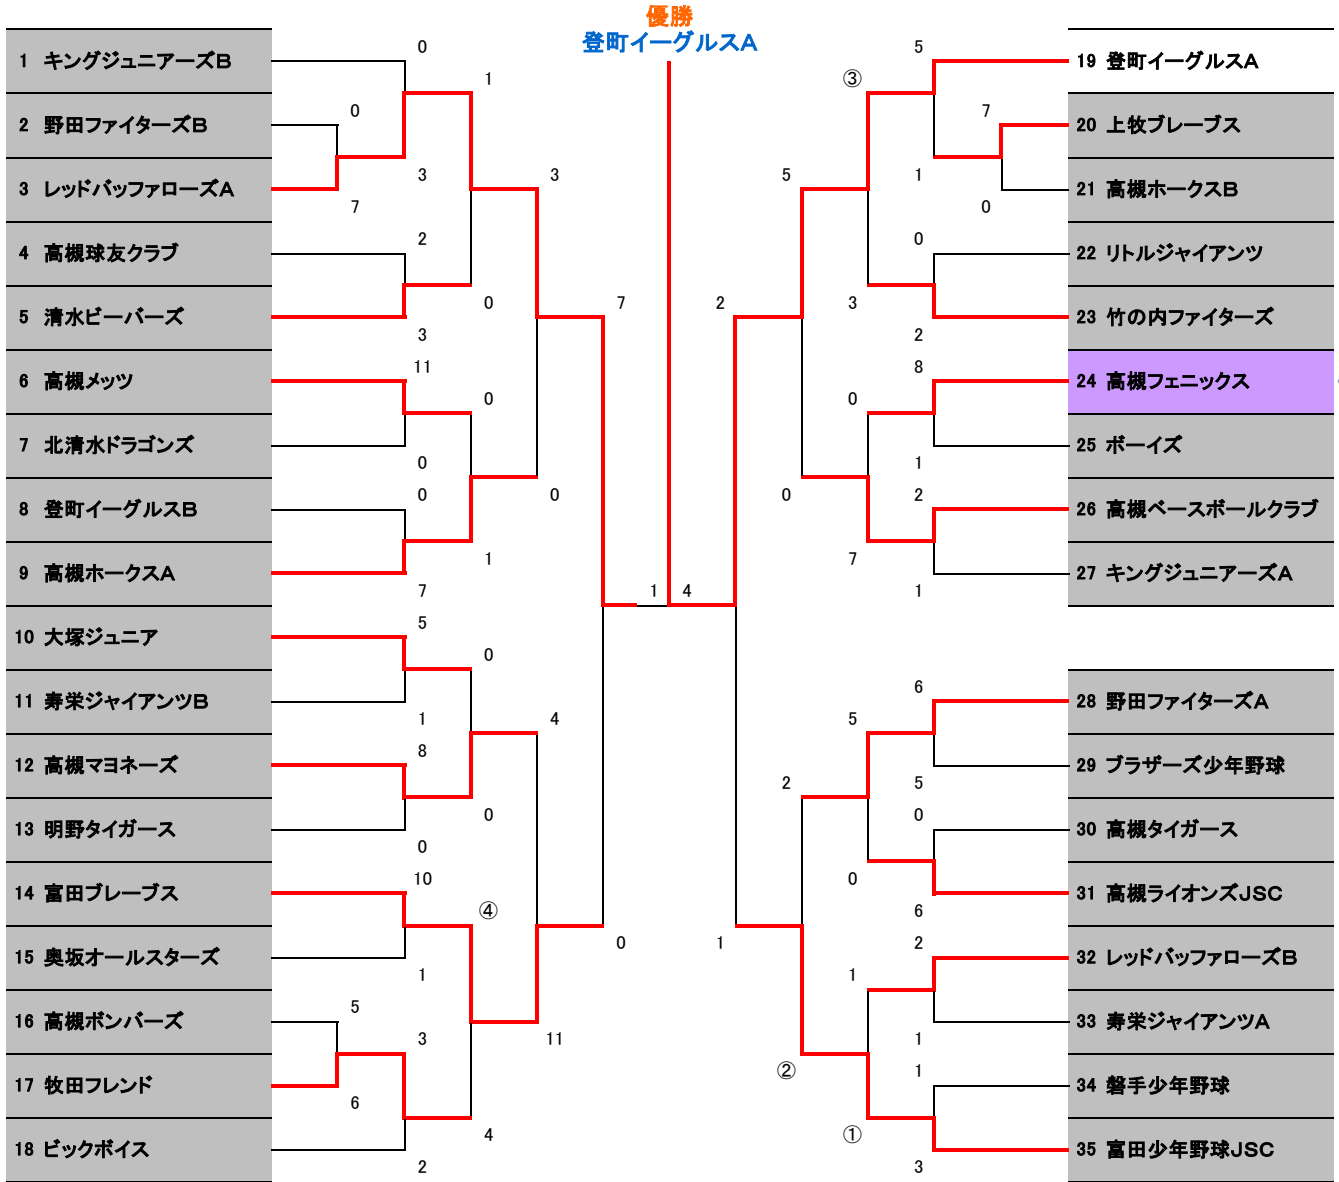 優勝
登町イーグルスA
1 キングジュニアーズB
2 野田ファイターズB
3 レッドバッファローズA
4 高槻球友クラブ
5 清水ビーバーズ
6 高槻メッツ
7 北清水ドラゴンズ
8 登町イーグルスB
9 高槻ホークスA
10 大塚ジュニア
11 寿栄ジャイアンツB
12 高槻マヨネーズ
13 明野タイガース
14 富田ブレーブス
15 奥坂オールスターズ
16 高槻ボンバーズ
17 牧田フレンド
18 ビックボイス
0
7
5
6
0
3
2
3
11
0
0
7
5
1
8
0
10
1
3
2
1
0
0
1
0
0
④
4
3
0
4
11
7
0
1
4
2
1
5
0
2
②
③
3
0
7
5
0
1
①
5
1
0
2
8
1
2
1
6
5
0
6
2
1
1
3
7
0
19 登町イーグルスA
20 上牧ブレーブス
21 高槻ホークスB
22 リトルジャイアンツ
23 竹の内ファイターズ
24 高槻フェニックス
25 ボーイズ
26 高槻ベースボールクラブ
27 キングジュニアーズA
28 野田ファイターズA
29 ブラザーズ少年野球
30 高槻タイガース
31 高槻ライオンズJSC
32 レッドバッファローズB
33 寿栄ジャイアンツA
34 磐手少年野球
35 富田少年野球JSC